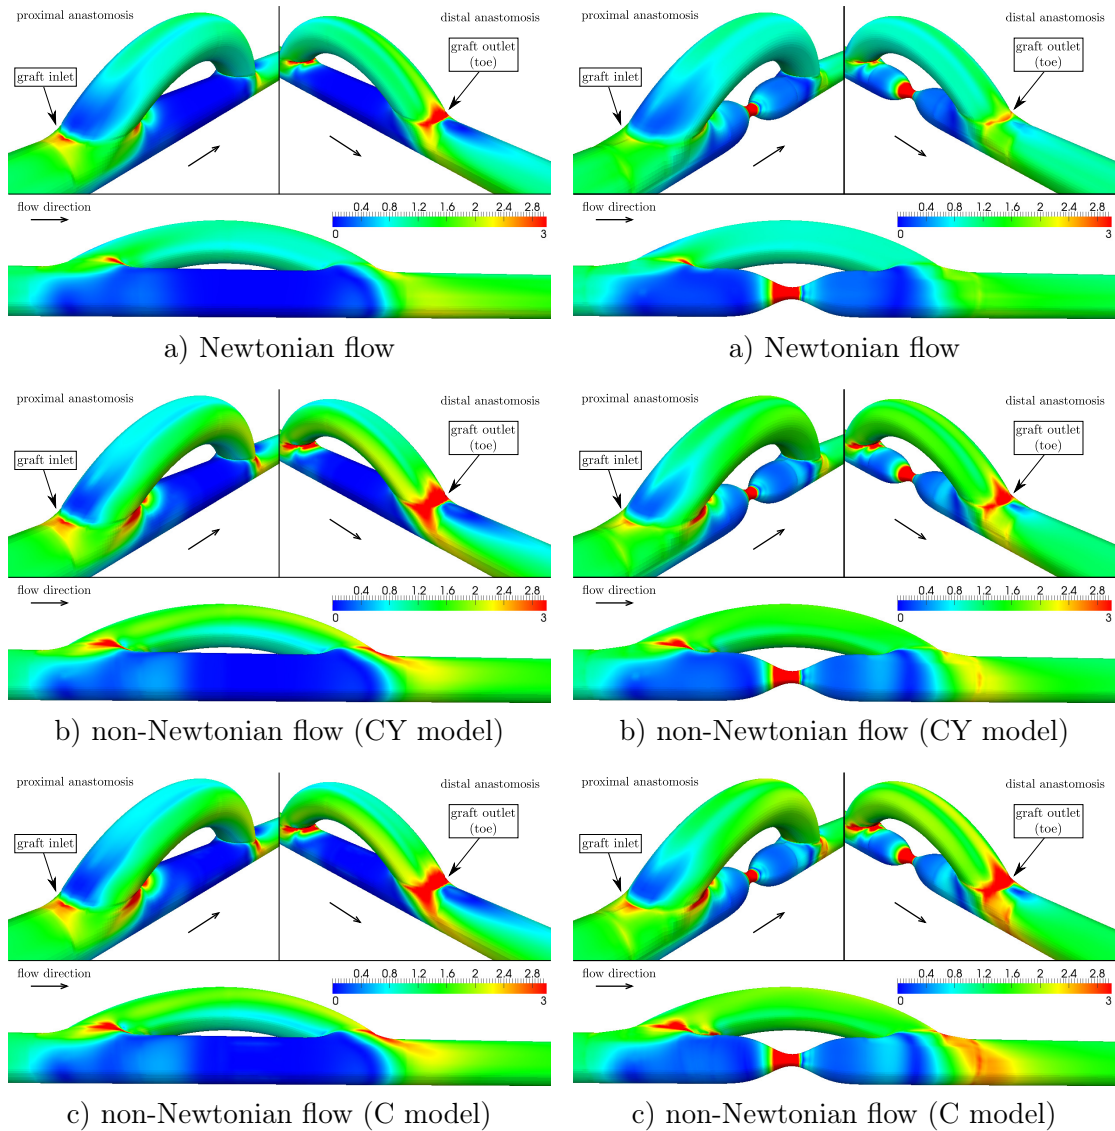 proximal anastomosis
distal anastomosis
graft inlet
graft outlet
(toe)
flow direction
0.4 0.8 1.2 1.6 2 2.4 2.8
0 3
a) Newtonian flow
proximal anastomosis
distal anastomosis
graft inlet
graft outlet
(toe)
flow direction
0.4 0.8 1.2 1.6 2 2.4 2.8
0 3
a) Newtonian flow
proximal anastomosis
distal anastomosis
graft inlet
graft outlet
(toe)
flow direction
0.4 0.8 1.2 1.6 2 2.4 2.8
0 3
b) non-Newtonian flow (CY model)
proximal anastomosis
distal anastomosis
graft inlet
graft outlet
(toe)
flow direction
0.4 0.8 1.2 1.6 2 2.4 2.8
0 3
b) non-Newtonian flow (CY model)
proximal anastomosis
distal anastomosis
graft inlet
graft outlet
(toe)
flow direction
0.4 0.8 1.2 1.6 2 2.4 2.8
0 3
c) non-Newtonian flow (C model)
proximal anastomosis
distal anastomosis
graft inlet
graft outlet
(toe)
flow direction
0.4 0.8 1.2 1.6 2 2.4 2.8
0 3
c) non-Newtonian flow (C model)